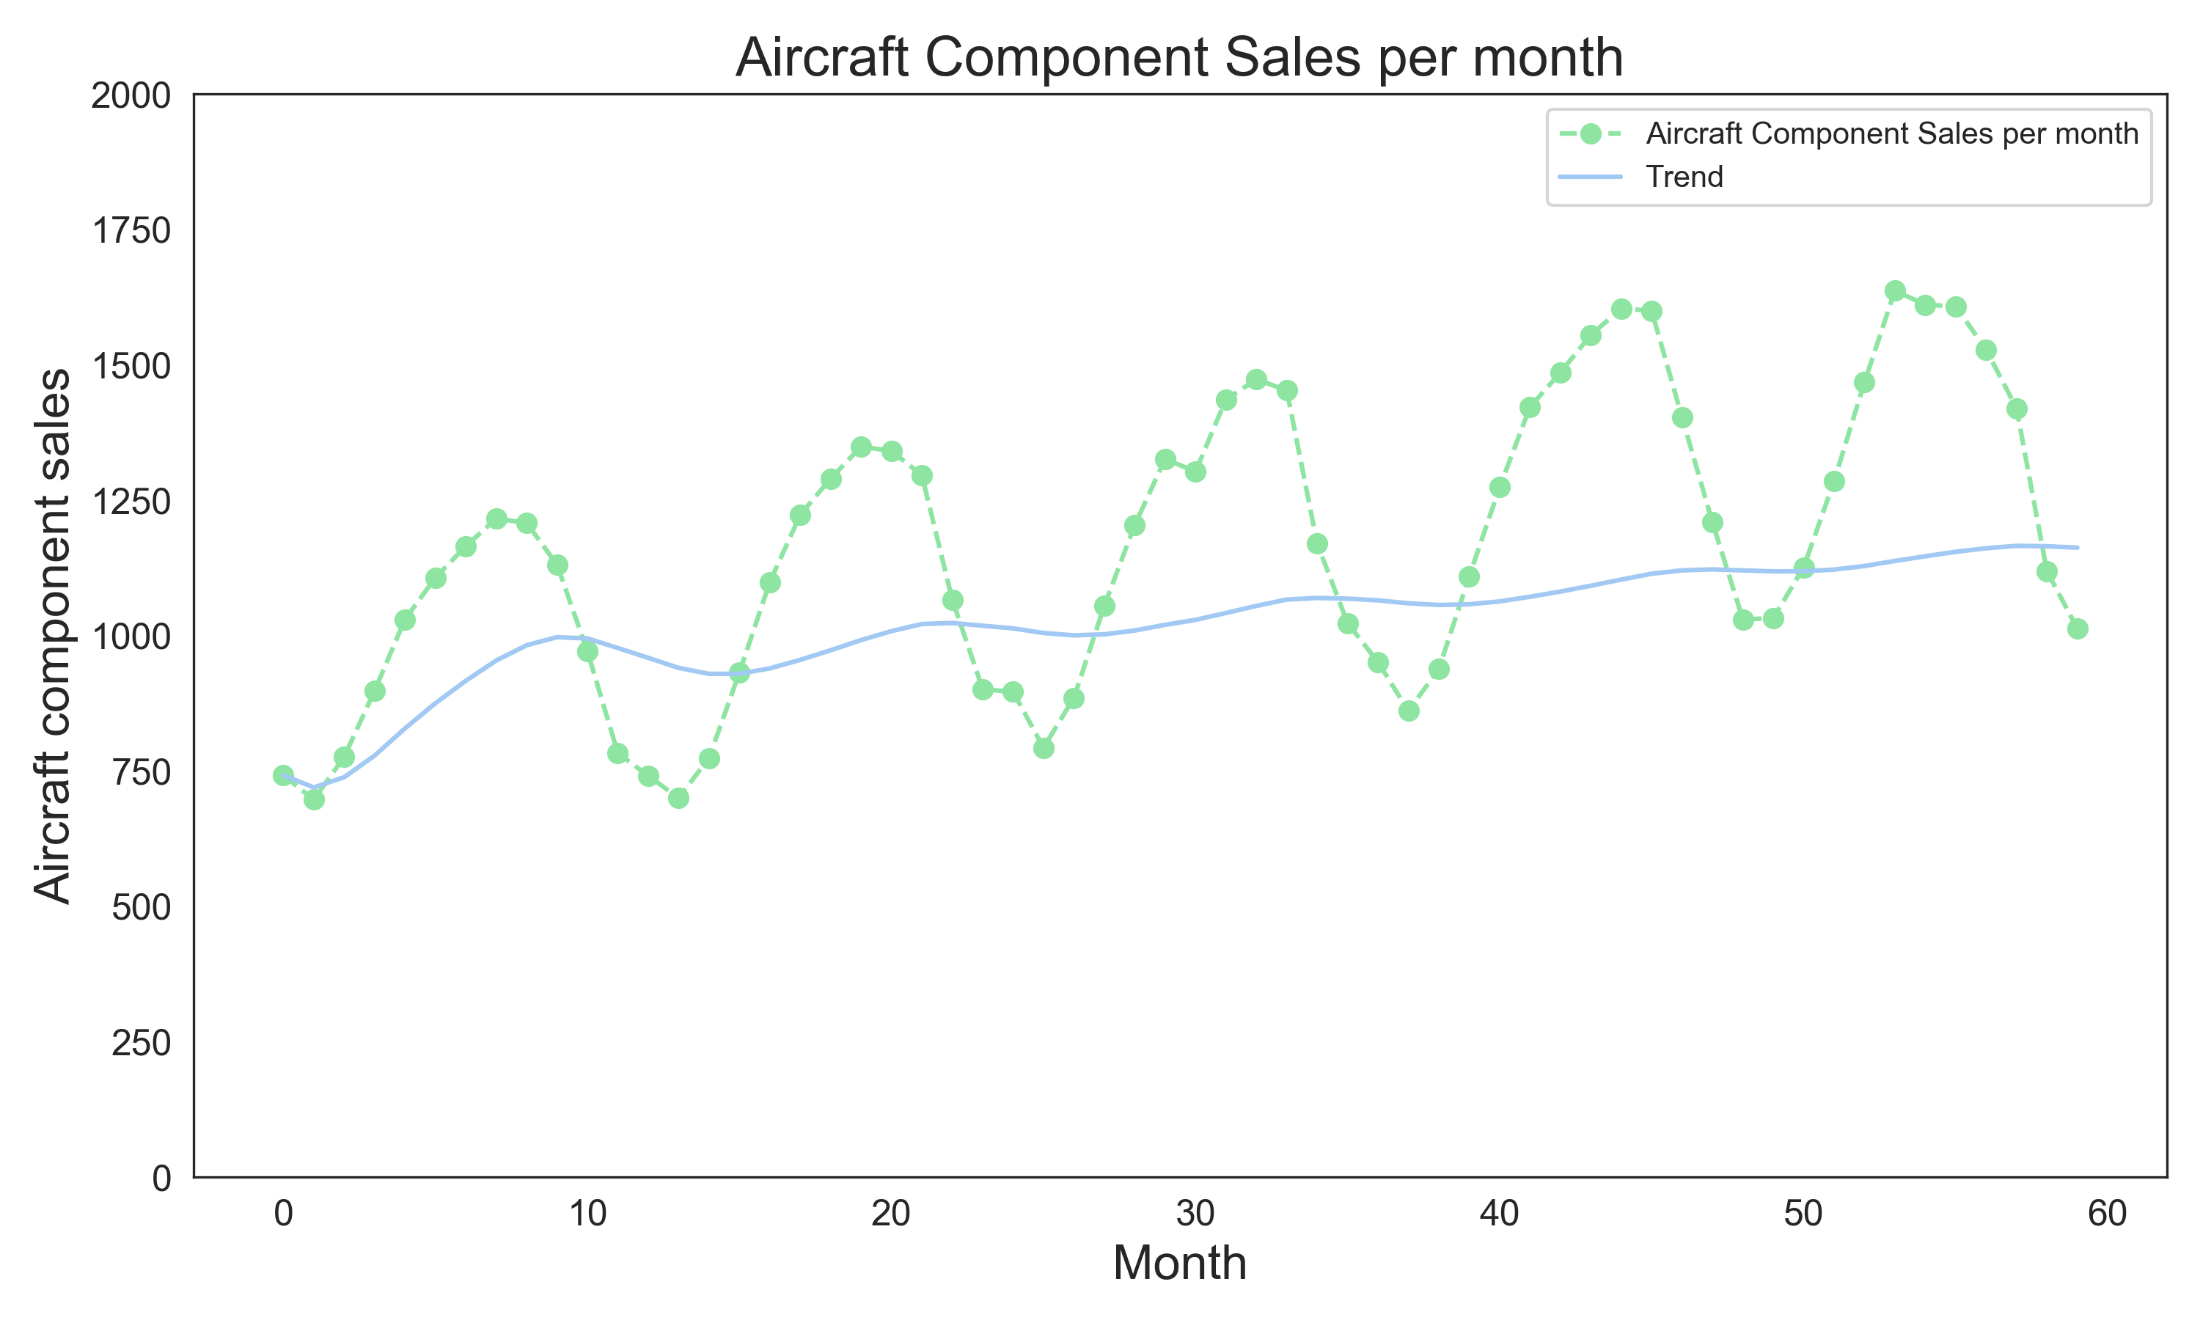 Aircraft Component Sales per month
Aircraft Component Sales per month
Trend
2000
1750
1500
1250
1000
750
500
250
0
Aircraft component sales
0 10 20 30 40 50 60
Month